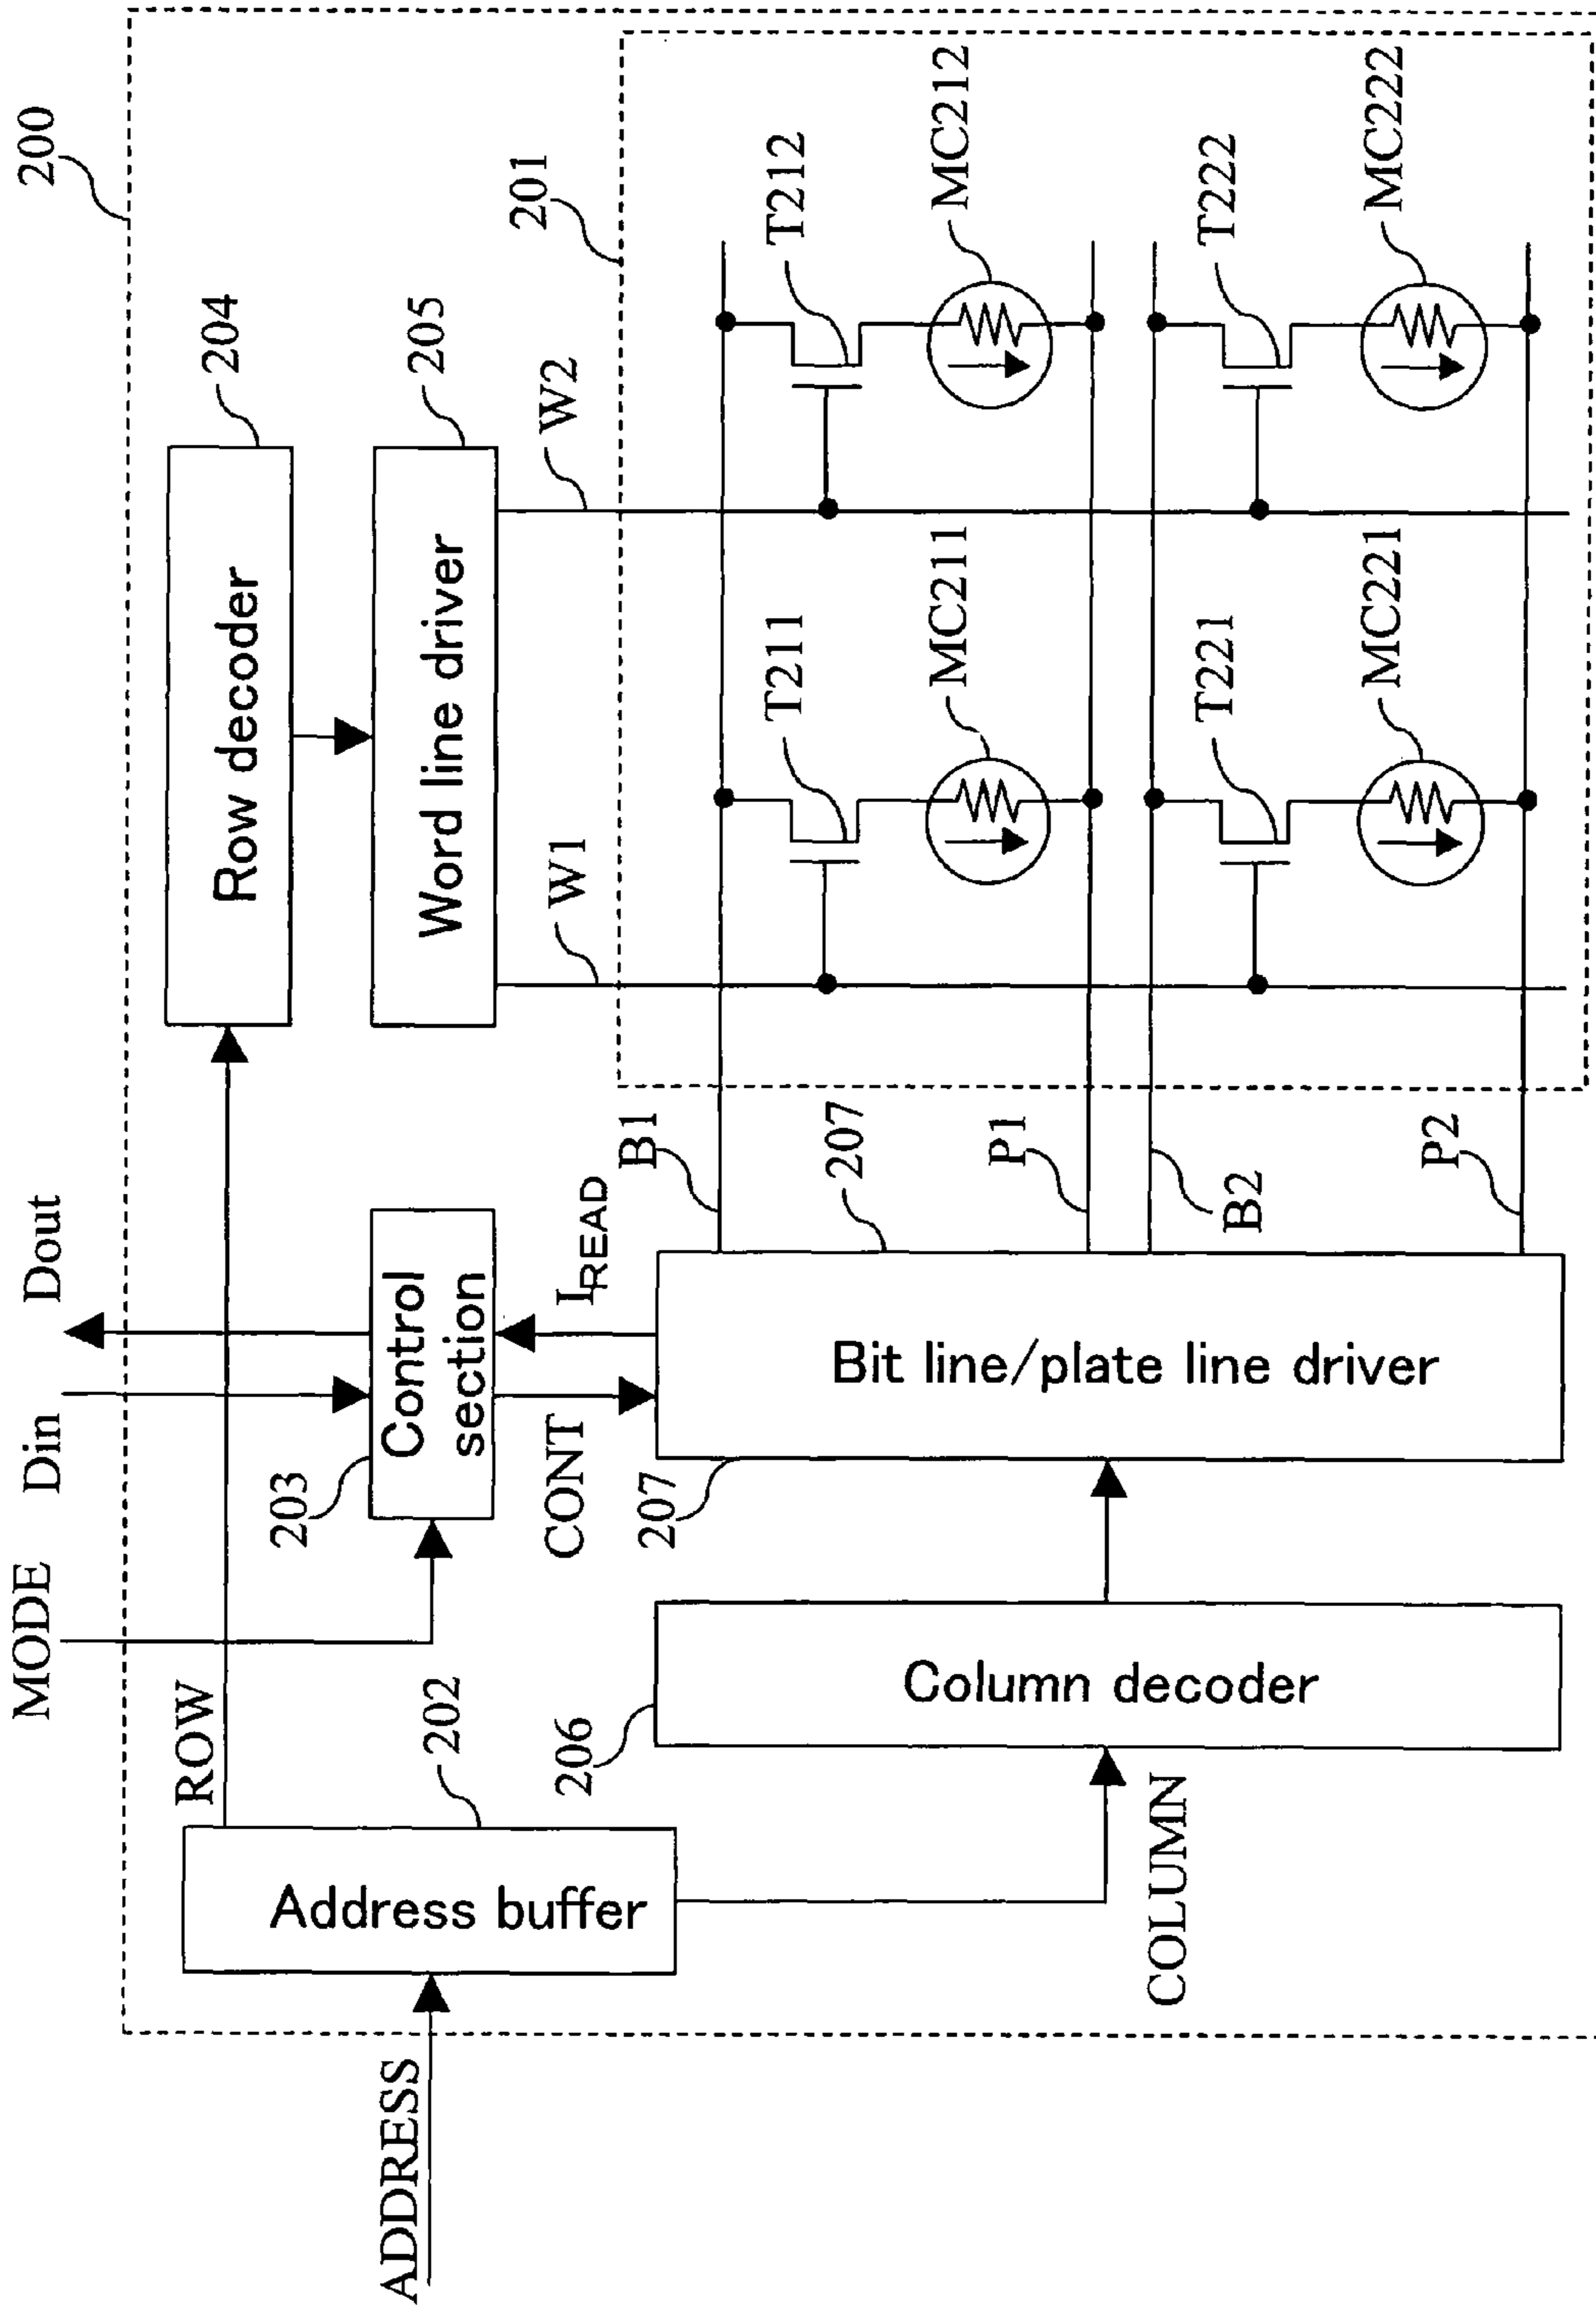 200
MODE
Din
Dout
ROW
204
Row decoder
203
Control
section
205
Word line driver
ADDRESS
202
Address buffer
CONT
I_READ
W1
W2
201
206
Column decoder
COLUMN
207
Bit line/plate line driver
207
B1
P1
B2
P2
T211
T212
MC211
MC212
T221
T222
MC221
MC222